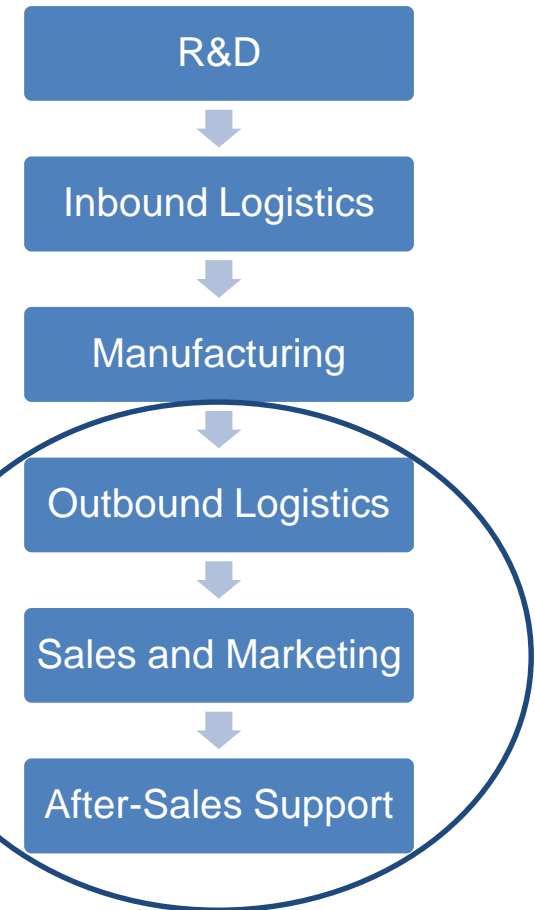 R&D
Inbound Logistics
Manufacturing
Outbound Logistics
Sales and Marketing
After-Sales Support